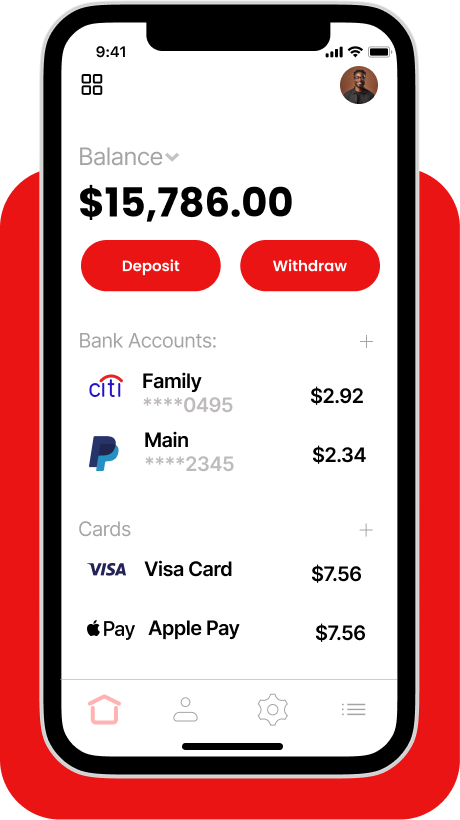 9:41
Balance
$15,786.00
Deposit Withdraw
Bank Accounts: +
citi Family
****0495 $2.92
P Main
****2345 $2.34
Cards +
VISA Visa Card $7.56
Pay Apple Pay $7.56